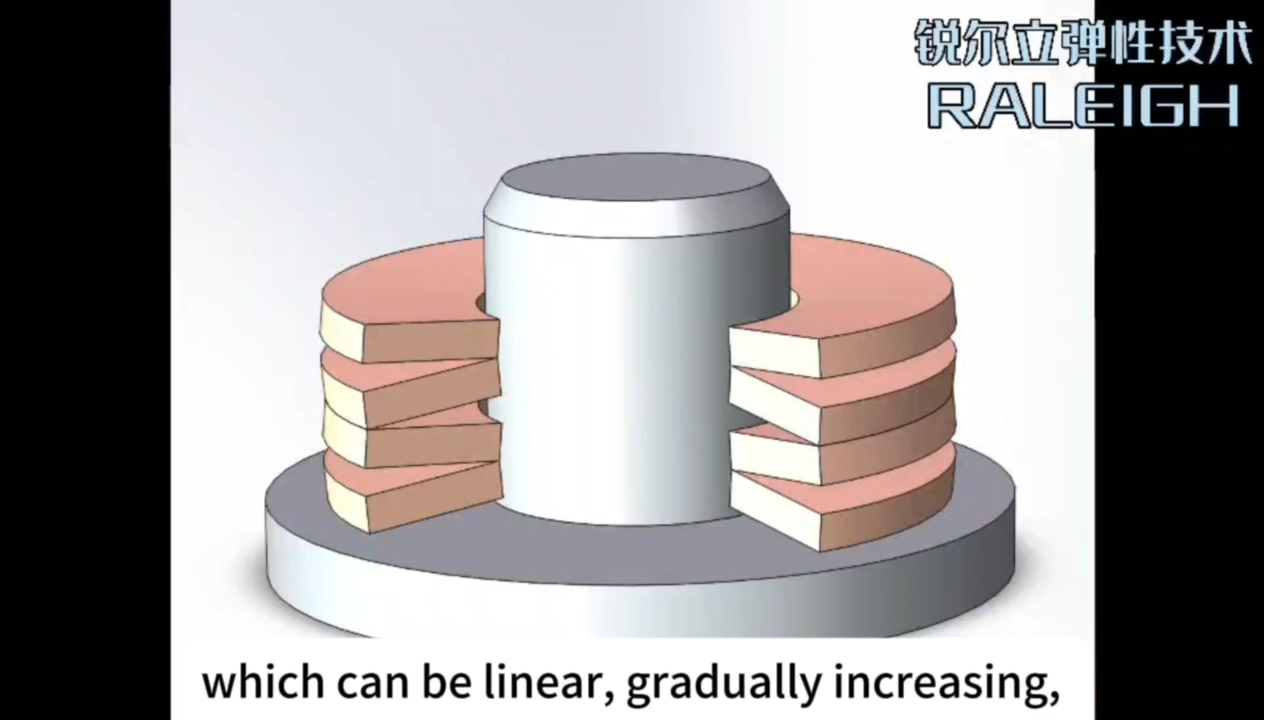 锐尔立弹性技术
RALEIGH
which can be linear, gradually increasing,